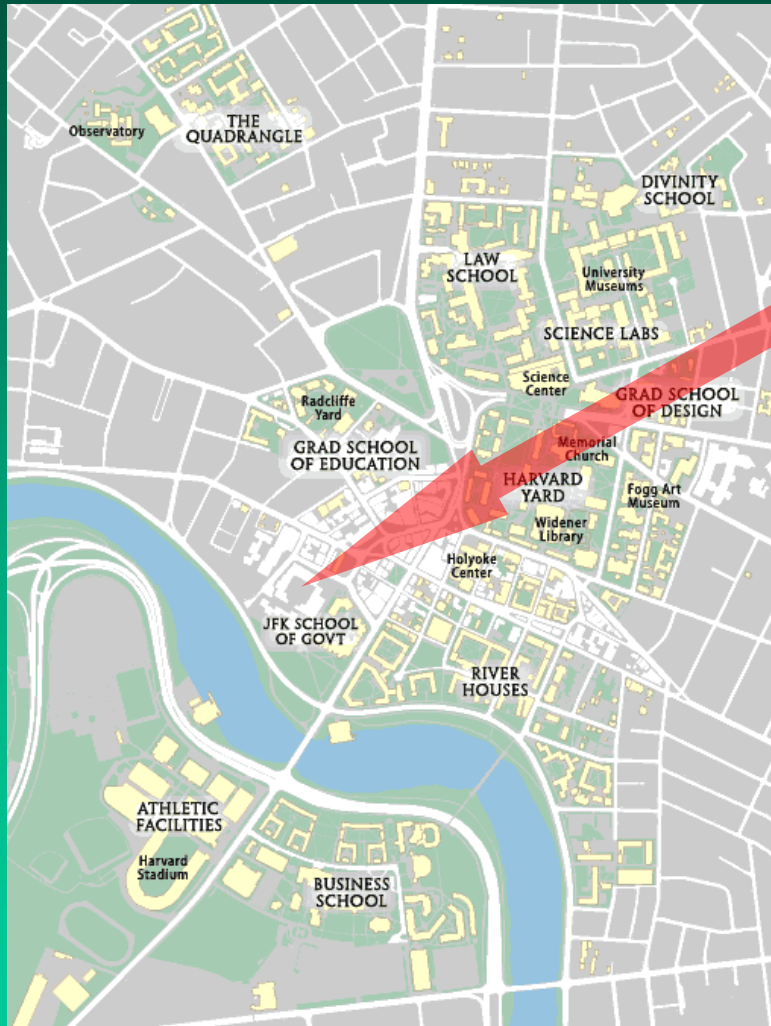 Observatory
THE
QUADRANGLE
DIVINITY
SCHOOL
LAW
SCHOOL
University
Museums
SCIENCE LABS
Science
Center
GRAD SCHOOL
OF DESIGN
Radcliffe
Yard
GRAD SCHOOL
OF EDUCATION
Memorial
Church
HARVARD
YARD
Fogg Art
Museum
Widener
Library
Holyoke
Center
JFK SCHOOL
OF GOVT
RIVER
HOUSES
ATHLETIC
FACILITIES
Harvard
Stadium
BUSINESS
SCHOOL